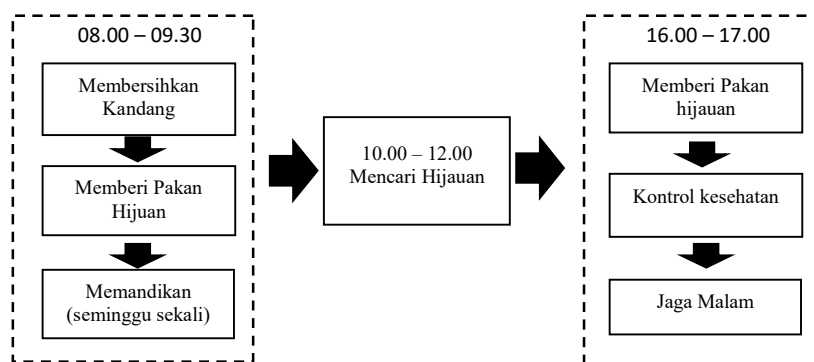 08.00 – 09.30
Membersihkan
Kandang
Memberi Pakan
Hijuan
Memandikan
(seminggu sekali)
10.00 – 12.00
Mencari Hijauan
16.00 – 17.00
Memberi Pakan
hijauan
Kontrol kesehatan
Jaga Malam